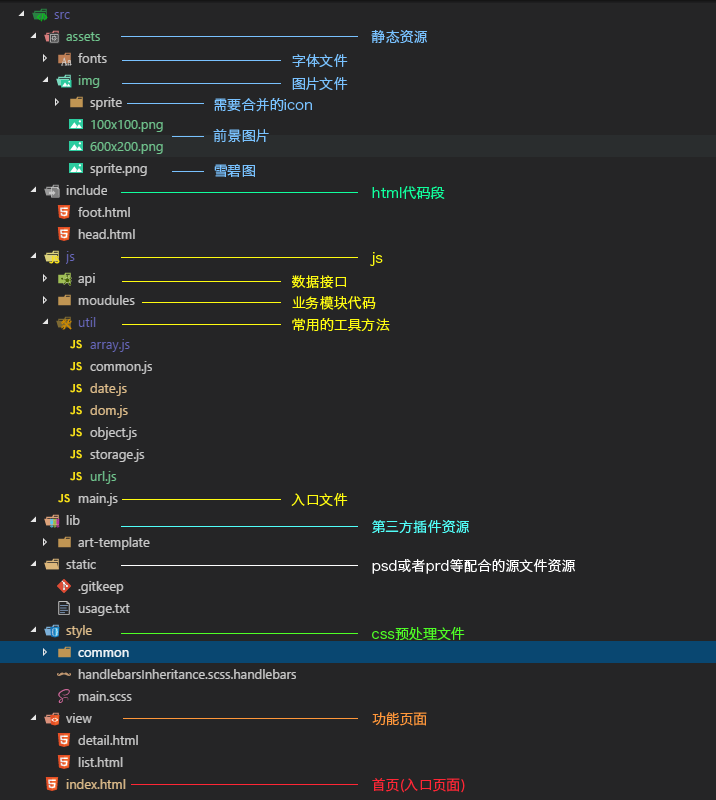 src
assets 静态资源
fonts 字体文件
img 图片文件
sprite 需要合并的icon
100x100.png
前景图片
600x200.png
sprite.png 雪碧图
include html代码段
foot.html
head.html
js js
api 数据接口
moudules 业务模块代码
util 常用的工具方法
JS array.js
JS common.js
JS date.js
JS dom.js
JS object.js
JS storage.js
JS url.js
JS main.js 入口文件
lib 第三方插件资源
art-template
static psd或者prd等配合的源文件资源
.gitkeep
usage.txt
style css预处理文件
common
handlebarsInheritance.scss.handlebars
main.scss
view 功能页面
detail.html
list.html
index.html 首页(入口页面)